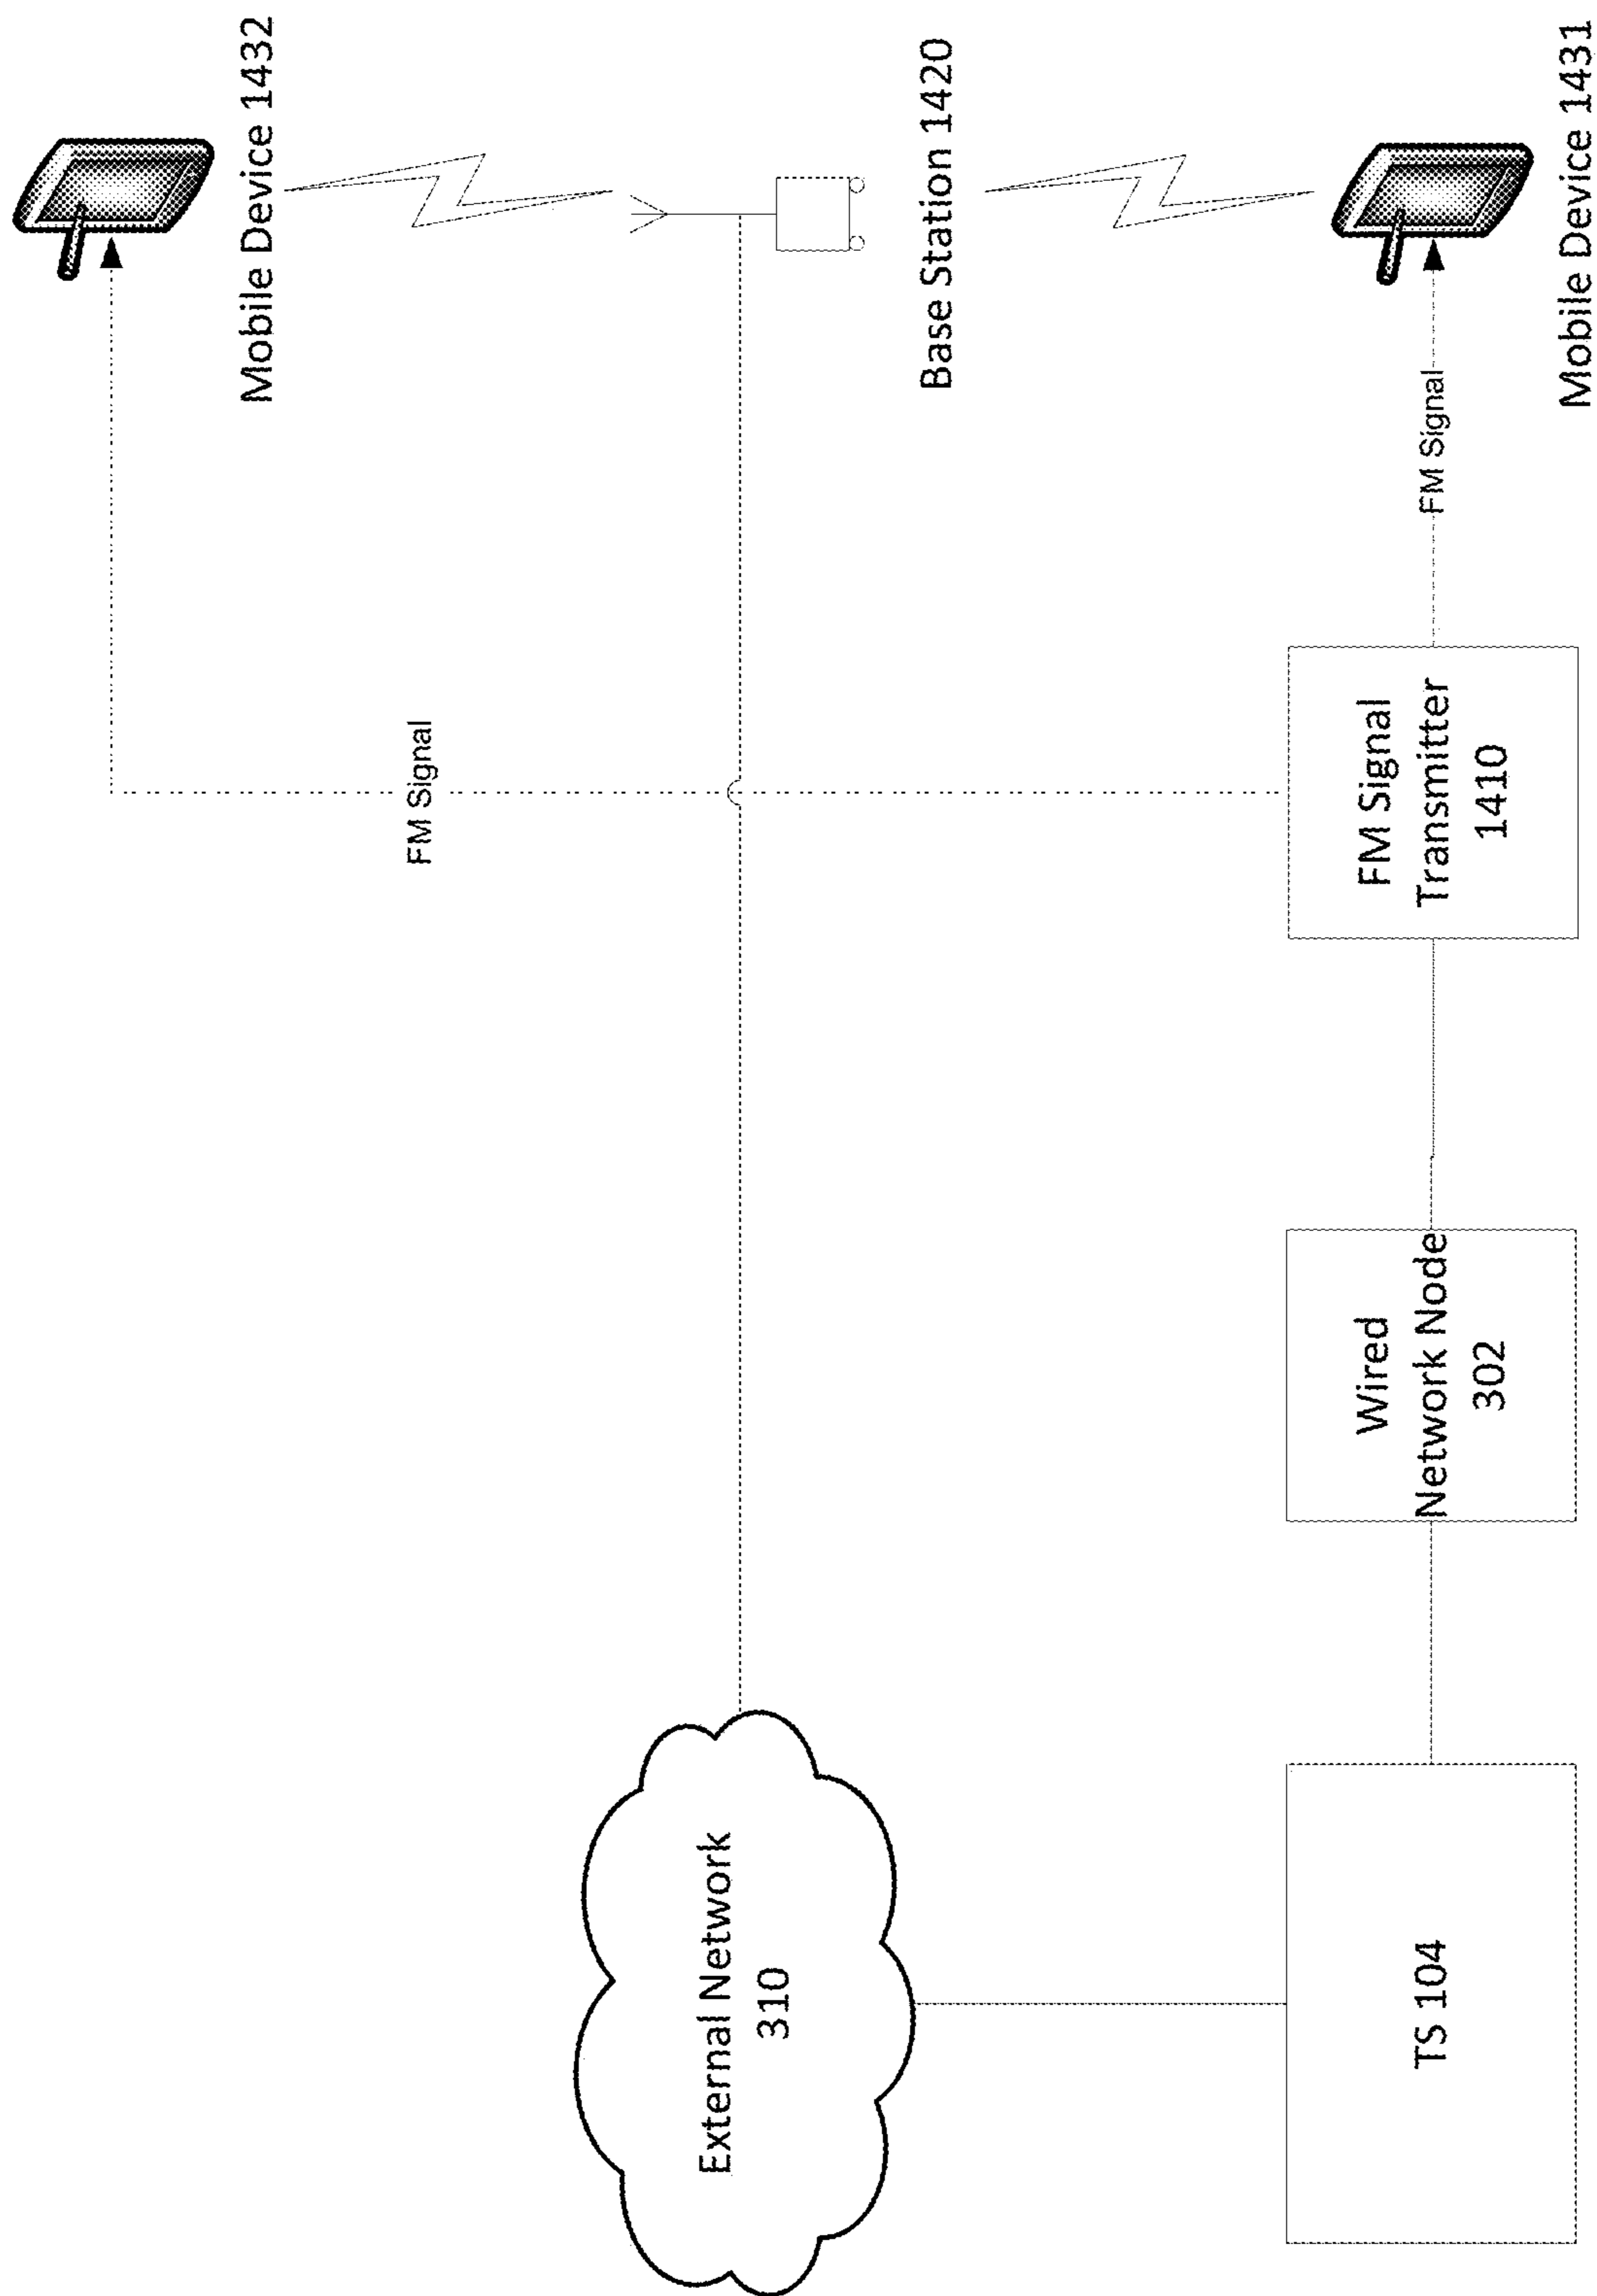 External Network
310
TS 104
Wired
Network Node
302
FM Signal
Transmitter
1410
FM Signal
FM Signal
Mobile Device 1432
Base Station 1420
Mobile Device 1431